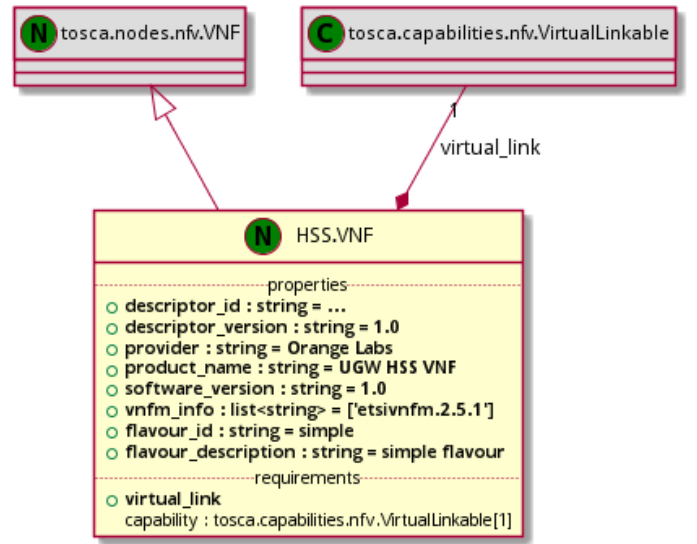 N tosca.nodes.nfv.VNF
C tosca.capabilities.nfv.VirtualLinkable
1
virtual_link
N HSS.VNF
properties
descriptor_id : string = ...
descriptor_version : string = 1.0
provider : string = Orange Labs
product_name : string = UGW HSS VNF
software_version : string = 1.0
vnfm_info : list<string> = ['etsivnfm.2.5.1']
flavour_id : string = simple
flavour_description : string = simple flavour
requirements
virtual_link
capability : tosca.capabilities.nfv.VirtualLinkable[1]